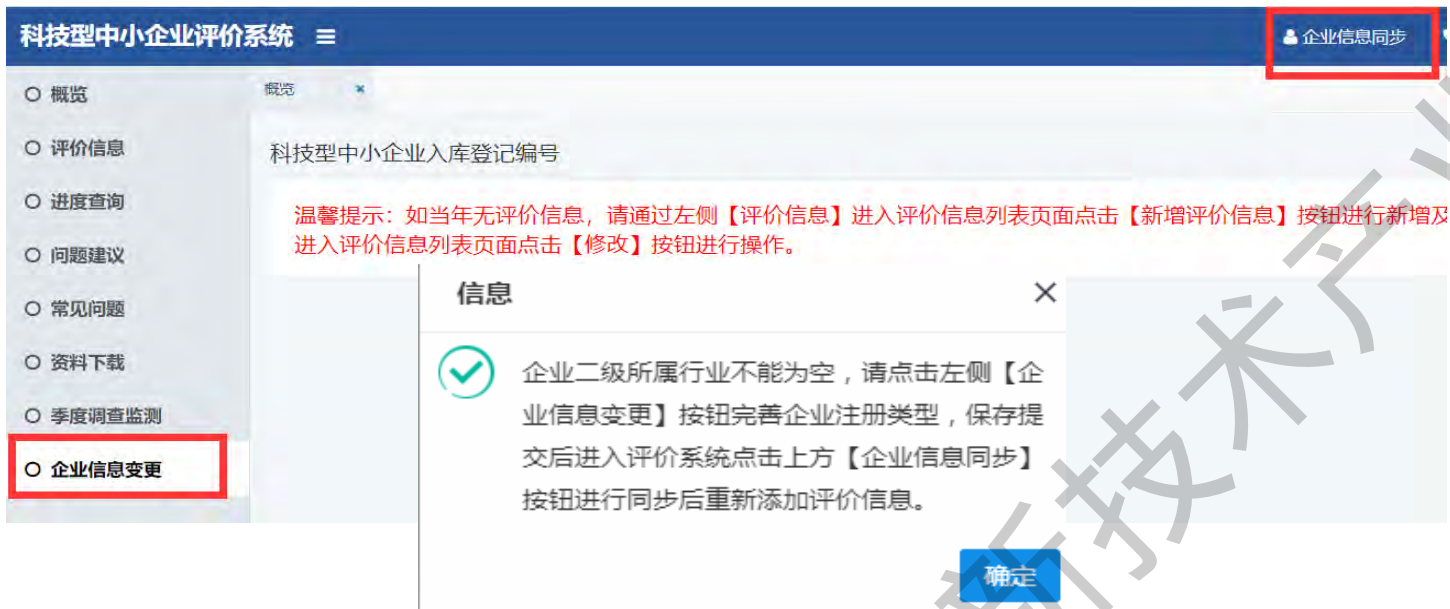 科技型中小企业评价系统
企业信息同步
概览
评价信息
进度查询
问题建议
常见问题
资料下载
季度调查监测
企业信息变更
概览 ×
科技型中小企业入库登记编号
温馨提示：如当年无评价信息，请通过左侧【评价信息】进入评价信息列表页面点击【新增评价信息】按钮进行新增及
进入评价信息列表页面点击【修改】按钮进行操作。
信息
企业二级所属行业不能为空，请点击左侧【企
业信息变更】按钮完善企业注册类型，保存提
交后进入评价系统点击上方【企业信息同步】
按钮进行同步后重新添加评价信息。
确定
新技术产